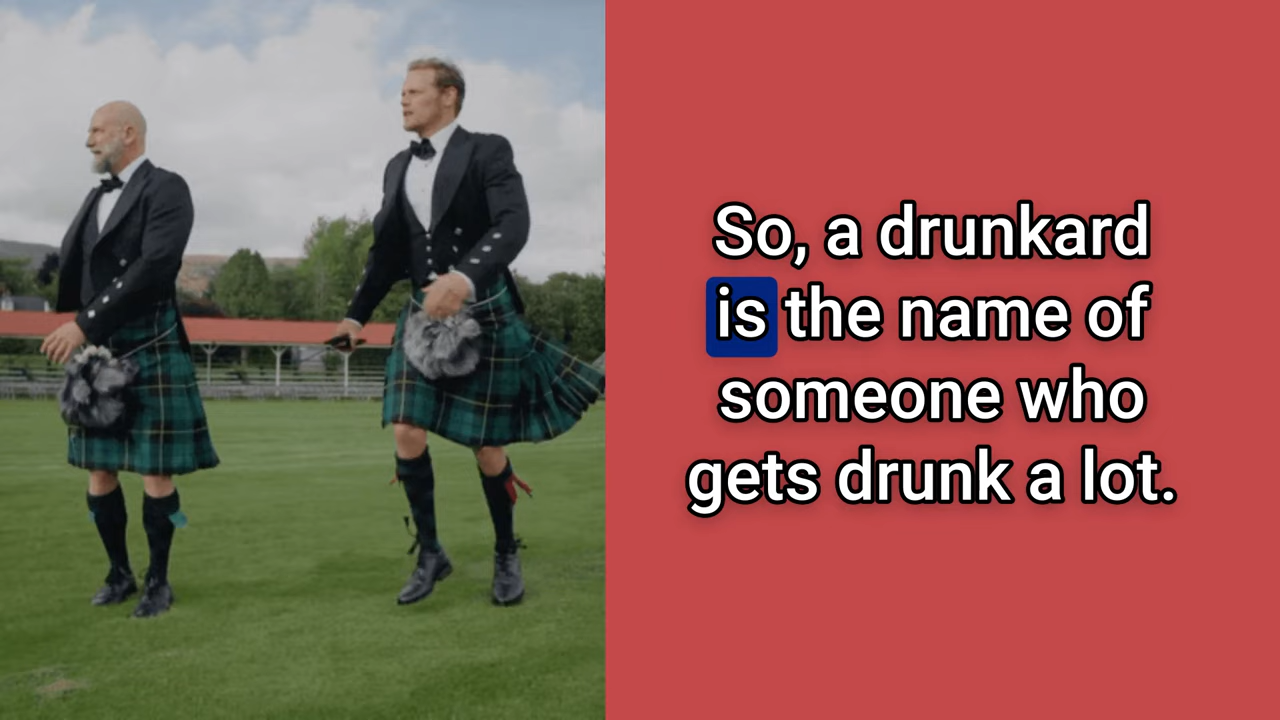 So, a drunkard
is the name of
someone who
gets drunk a lot.